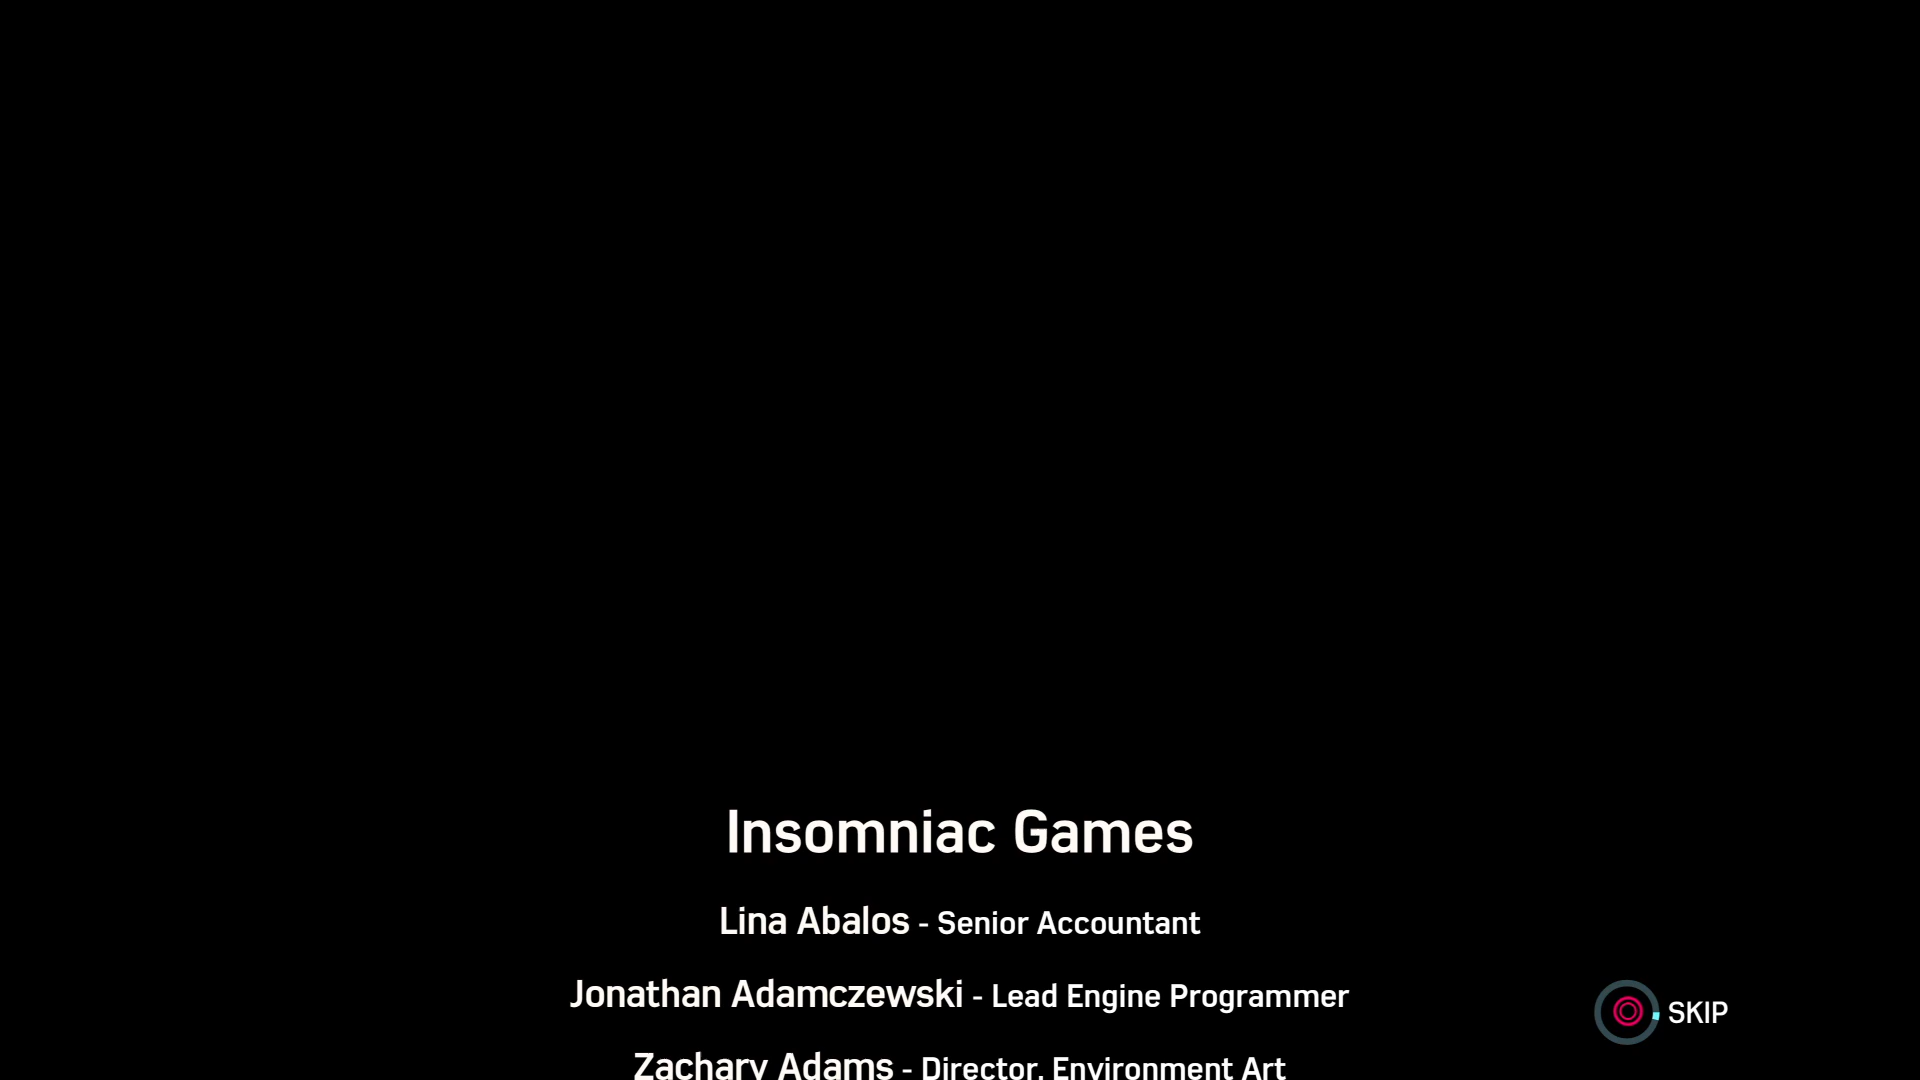 Insomniac Games
Lina Abalos - Senior Accountant
Jonathan Adamczewski - Lead Engine Programmer
SKIP
Zachary Adams - Director, Environment Art